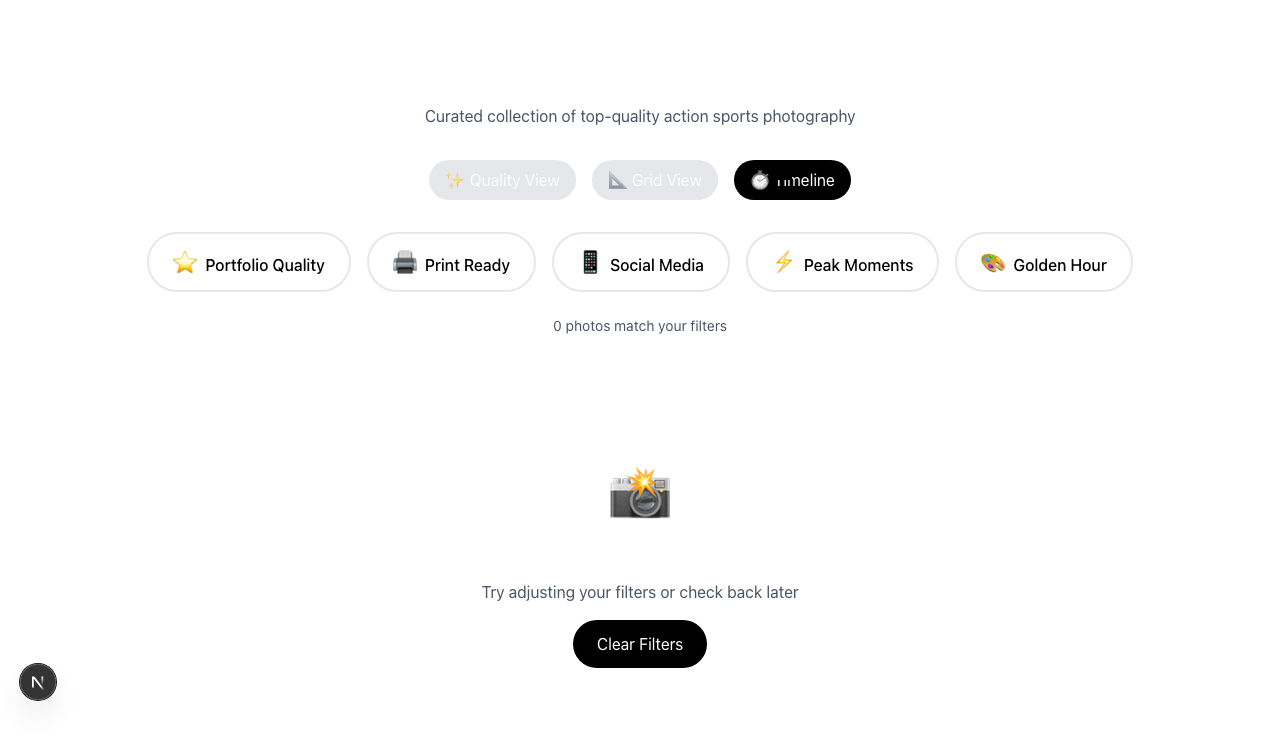 Curated collection of top-quality action sports photography
✨ Quality View 📐 Grid View ⏱️ Timeline
⭐ Portfolio Quality 🖨️ Print Ready 📱 Social Media ⚡ Peak Moments 🎨 Golden Hour
0 photos match your filters
Try adjusting your filters or check back later
Clear Filters
N